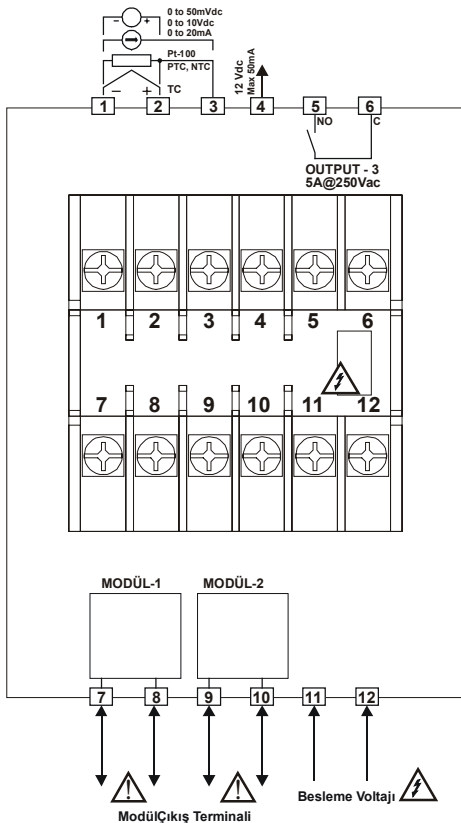 0 to 50mVdc
0 to 10Vdc
0 to 20mA
Pt-100
PTC, NTC
TC
− +
− +
12 Vdc
Max 50mA
1 2 3 4 5 6
NO C
OUTPUT - 3
5A@250Vac
1 2 3 4 5 6
7 8 9 10 11 12
MODÜL-1 MODÜL-2
7 8 9 10 11 12
ModülÇıkış Terminali
Besleme Voltajı